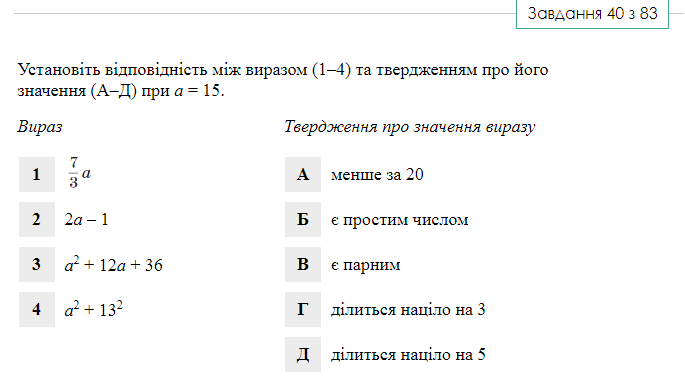 Завдання 40 з 83
Установіть відповідність між виразом (1–4) та твердженням про його
значення (А–Д) при a = 15.
Вираз Твердження про значення виразу
1 7/3 a А менше за 20
2 2a – 1 Б є простим числом
3 a² + 12a + 36 В є парним
4 a² + 13² Г ділиться націло на 3
Д ділиться націло на 5